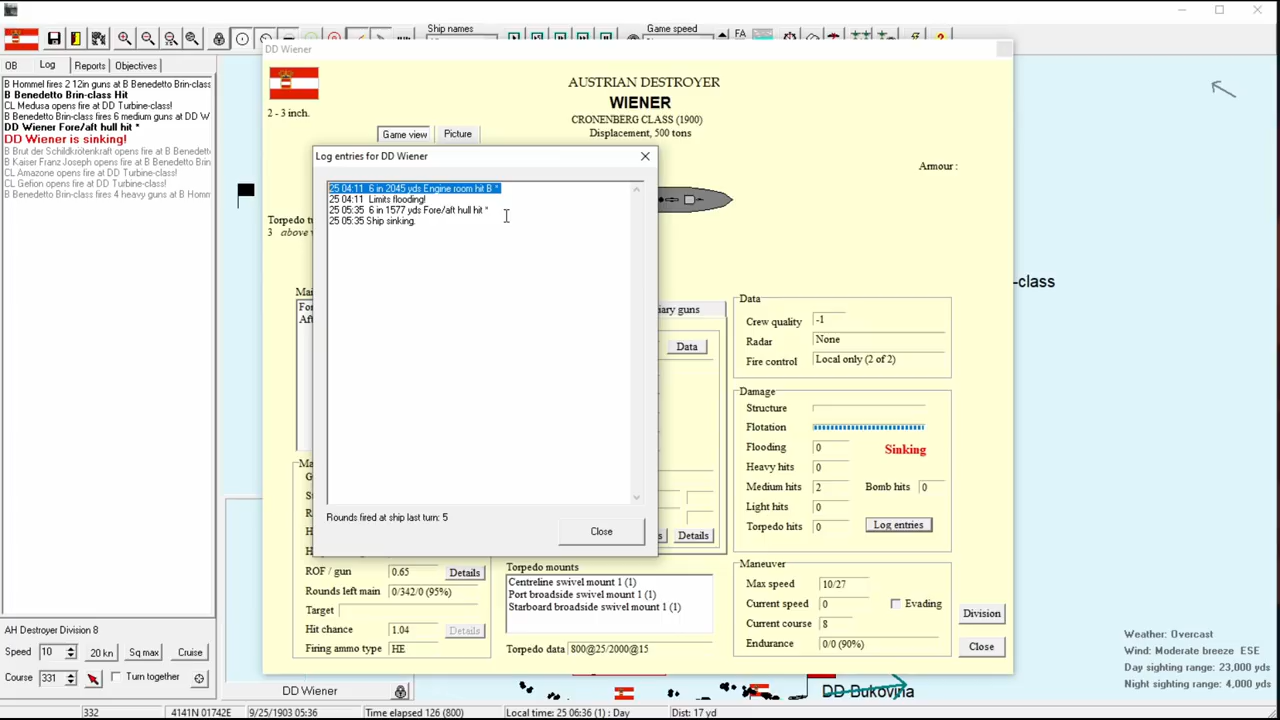 Ship names
Game speed
FA
OB Log Reports Objectives
B Hommel fires 2 12in guns at B Benedetto Brin-class
B Benedetto Brin-class Hit
CL Medusa opens fire at DD Turbine-class!
B Benedetto Brin-class fires 6 medium guns at DD W
DD Wiener Fore/aft hull hit *
DD Wiener is sinking!
B Brut der Schildkrötenkraft opens fire at B Benedetto
B Kaiser Franz Joseph opens fire at B Benedetto Brin
CL Amazone opens fire at DD Turbine-class!
CL Gefion opens fire at DD Turbine-class!
B Benedetto Brin-class fires 4 heavy guns at B Homm
AH Destroyer Division 8
Speed 10 20 kn Sq max Cruise
Course 331 Turn together
DD Wiener
2 - 3 inch.
AUSTRIAN DESTROYER
WIENER
CRONENBERG CLASS (1900)
Displacement, 500 tons
Game view Picture
Armour :
Torpedo tu
3 above w
Log entries for DD Wiener
25 04:11 6 in 2045 yds Engine room hit B *
25 04:11 Limits flooding!
25 05:35 6 in 1577 yds Fore/aft hull hit *
25 05:35 Ship sinking.
Rounds fired at ship last turn: 5
Close
Mai
For
Aft
iary guns
Data
Ma
G
S
R
H
H
s Details
ROF / gun 0.65 Details
Rounds left main 0/342/0 (95%)
Target
Hit chance 1.04 Details
Firing ammo type HE
Torpedo mounts
Centreline swivel mount 1 (1)
Port broadside swivel mount 1 (1)
Starboard broadside swivel mount 1 (1)
Torpedo data 800@25/2000@15
Data
Crew quality -1
Radar None
Fire control Local only (2 of 2)
Damage
Structure
Flotation
Flooding 0 Sinking
Heavy hits 0
Medium hits 2 Bomb hits 0
Light hits 0
Torpedo hits 0 Log entries
Maneuver
Max speed 10/27
Current speed 0 Evading
Current course 8
Endurance 0/0 (90%)
Division
Close
-class
Weather: Overcast
Wind: Moderate breeze ESE
Day sighting range: 23,000 yds
Night sighting range: 4,000 yds
DD Wiener
DD Bukovina
332 4141N 01742E 9/25/1903 05:36 Time elapsed 126 (800) Local time: 25 06:36 (1) : Day Dist: 17 yd